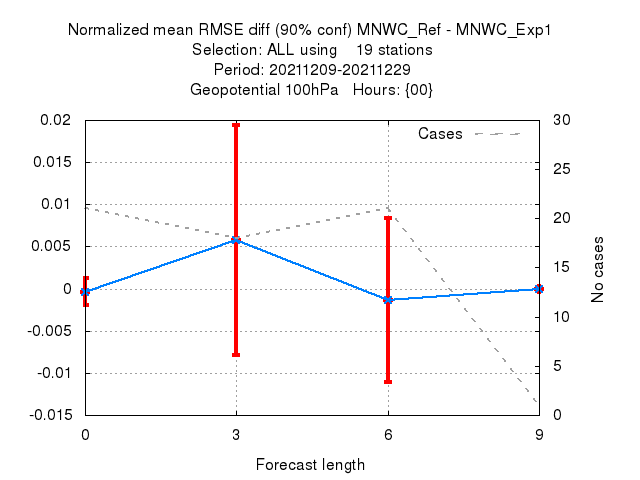 Normalized mean RMSE diff (90% conf) MNWC_Ref - MNWC_Exp1
Selection: ALL using    19 stations
Period: 20211209-20211229
Geopotential 100hPa   Hours: {00}
Cases
0.02
0.015
0.01
0.005
0
-0.005
-0.01
-0.015
30
25
20
15
10
5
0
No cases
0 3 6 9
Forecast length